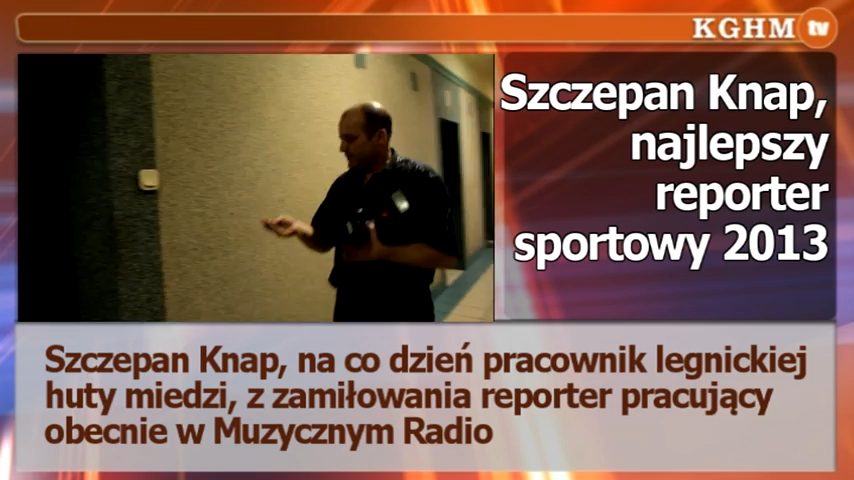 KGHM tv
Szczepan Knap,
najlepszy
reporter
sportowy 2013
Szczepan Knap, na co dzień pracownik legnickiej
huty miedzi, z zamiłowania reporter pracujący
obecnie w Muzycznym Radio